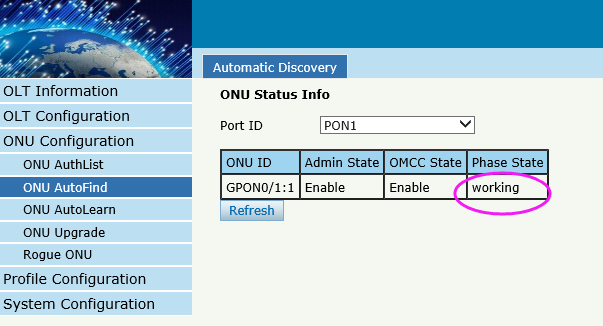 Automatic Discovery
OLT Information
OLT Configuration
ONU Configuration
ONU AuthList
ONU AutoFind
ONU AutoLearn
ONU Upgrade
Rogue ONU
Profile Configuration
System Configuration
ONU Status Info
Port ID PON1
ONU ID Admin State OMCC State Phase State
GPON0/1:1 Enable Enable working
Refresh